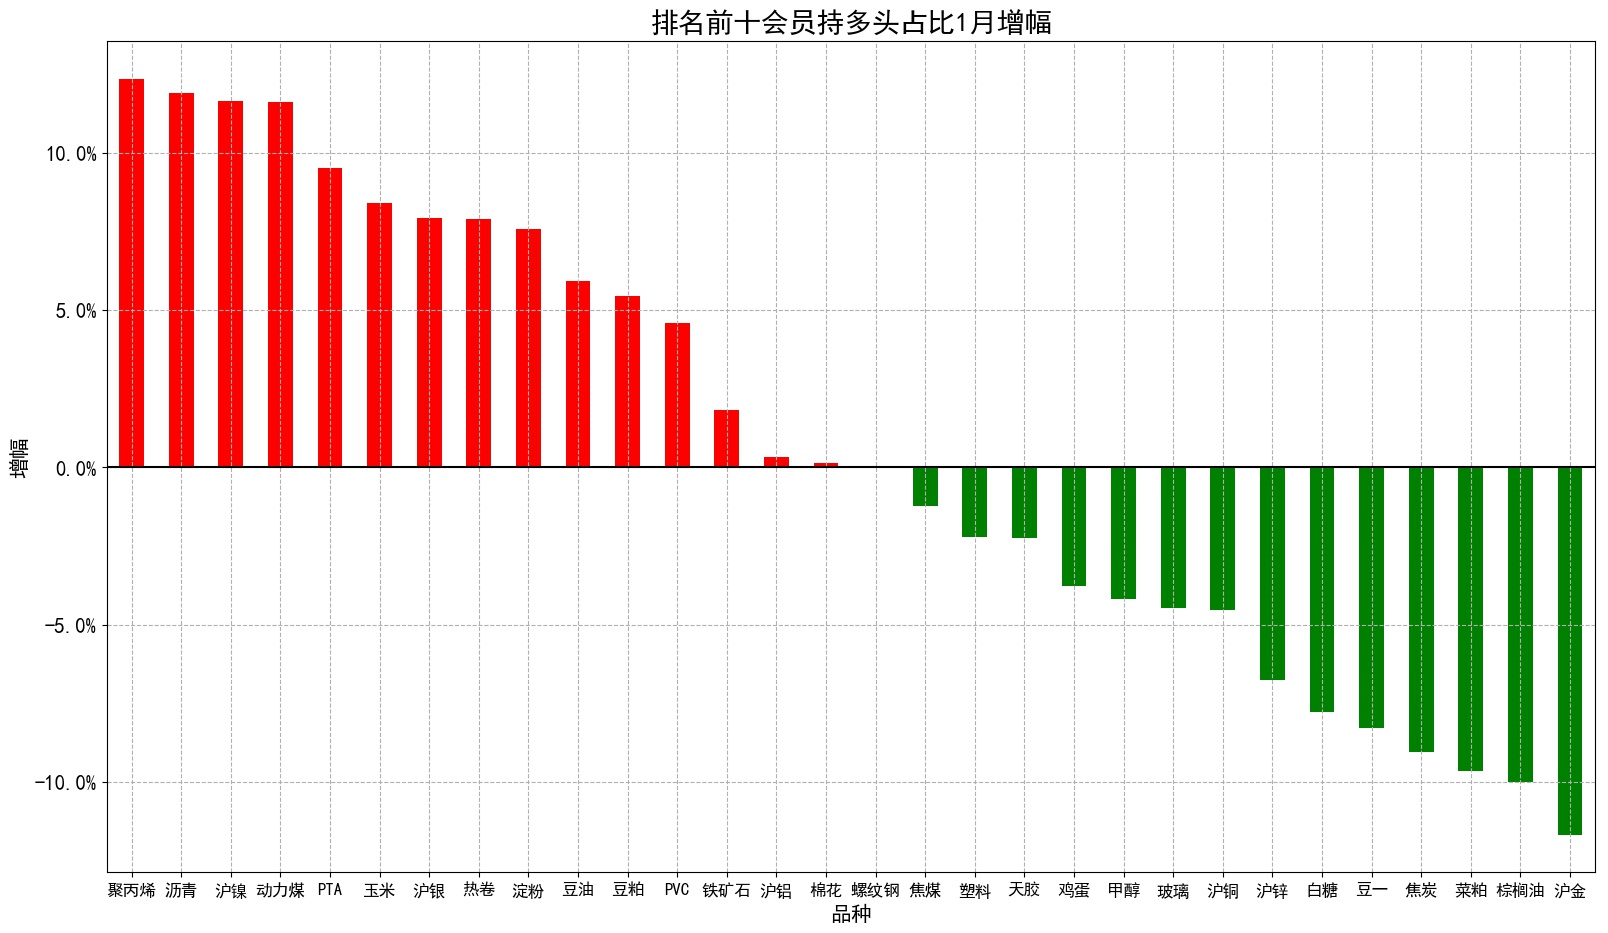 排名前十会员持多头占比1月增幅
增幅
10.0%
5.0%
0.0%
−5.0%
−10.0%
聚丙烯 沥青 沪镍 动力煤 PTA 玉米 沪银 热卷 淀粉 豆油 豆粕 PVC 铁矿石 沪铝 棉花 螺纹钢 焦煤 塑料 天胶 鸡蛋 甲醇 玻璃 沪铜 沪锌 白糖 豆一 焦炭 菜粕 棕榈油 沪金
品种